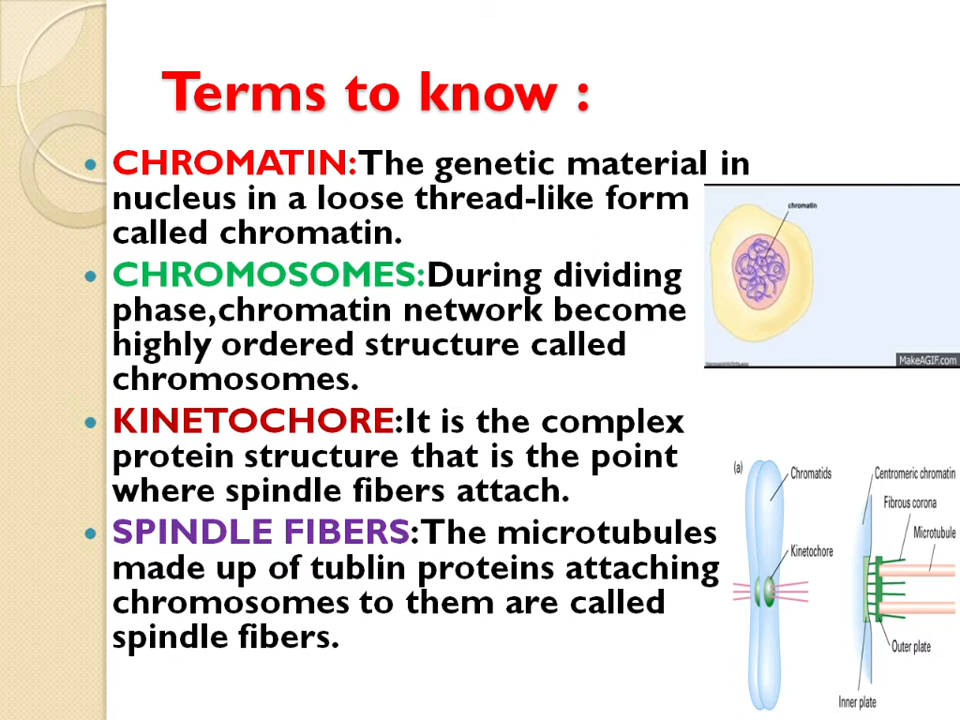 Terms to know :
CHROMATIN:The genetic material in
nucleus in a loose thread-like form
called chromatin.
CHROMOSOMES:During dividing
phase,chromatin network become
highly ordered structure called
chromosomes.
KINETOCHORE:It is the complex
protein structure that is the point
where spindle fibers attach.
SPINDLE FIBERS:The microtubules
made up of tublin proteins attaching
chromosomes to them are called
spindle fibers.
chromatin
MakeAGIF.com
(a)
Chromatids
Kinetochore
Centromeric chromatin
Fibrous corona
Microtubule
Outer plate
Inner plate